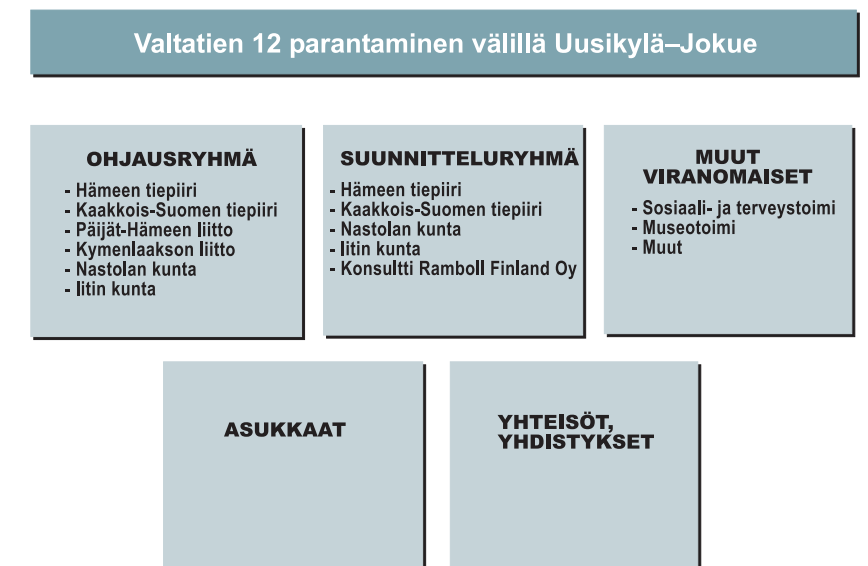 Valtatien 12 parantaminen välillä Uusikylä–Jokue
OHJAUSRYHMÄ
- Hämeen tiepiiri
- Kaakkois-Suomen tiepiiri
- Päijät-Hämeen liitto
- Kymenlaakson liitto
- Nastolan kunta
- Iitin kunta
SUUNNITTELURYHMÄ
- Hämeen tiepiiri
- Kaakkois-Suomen tiepiiri
- Nastolan kunta
- Iitin kunta
- Konsultti Ramboll Finland Oy
MUUT
VIRANOMAISET
- Sosiaali- ja terveystoimi
- Museotoimi
- Muut
ASUKKAAT
YHTEISÖT,
YHDISTYKSET